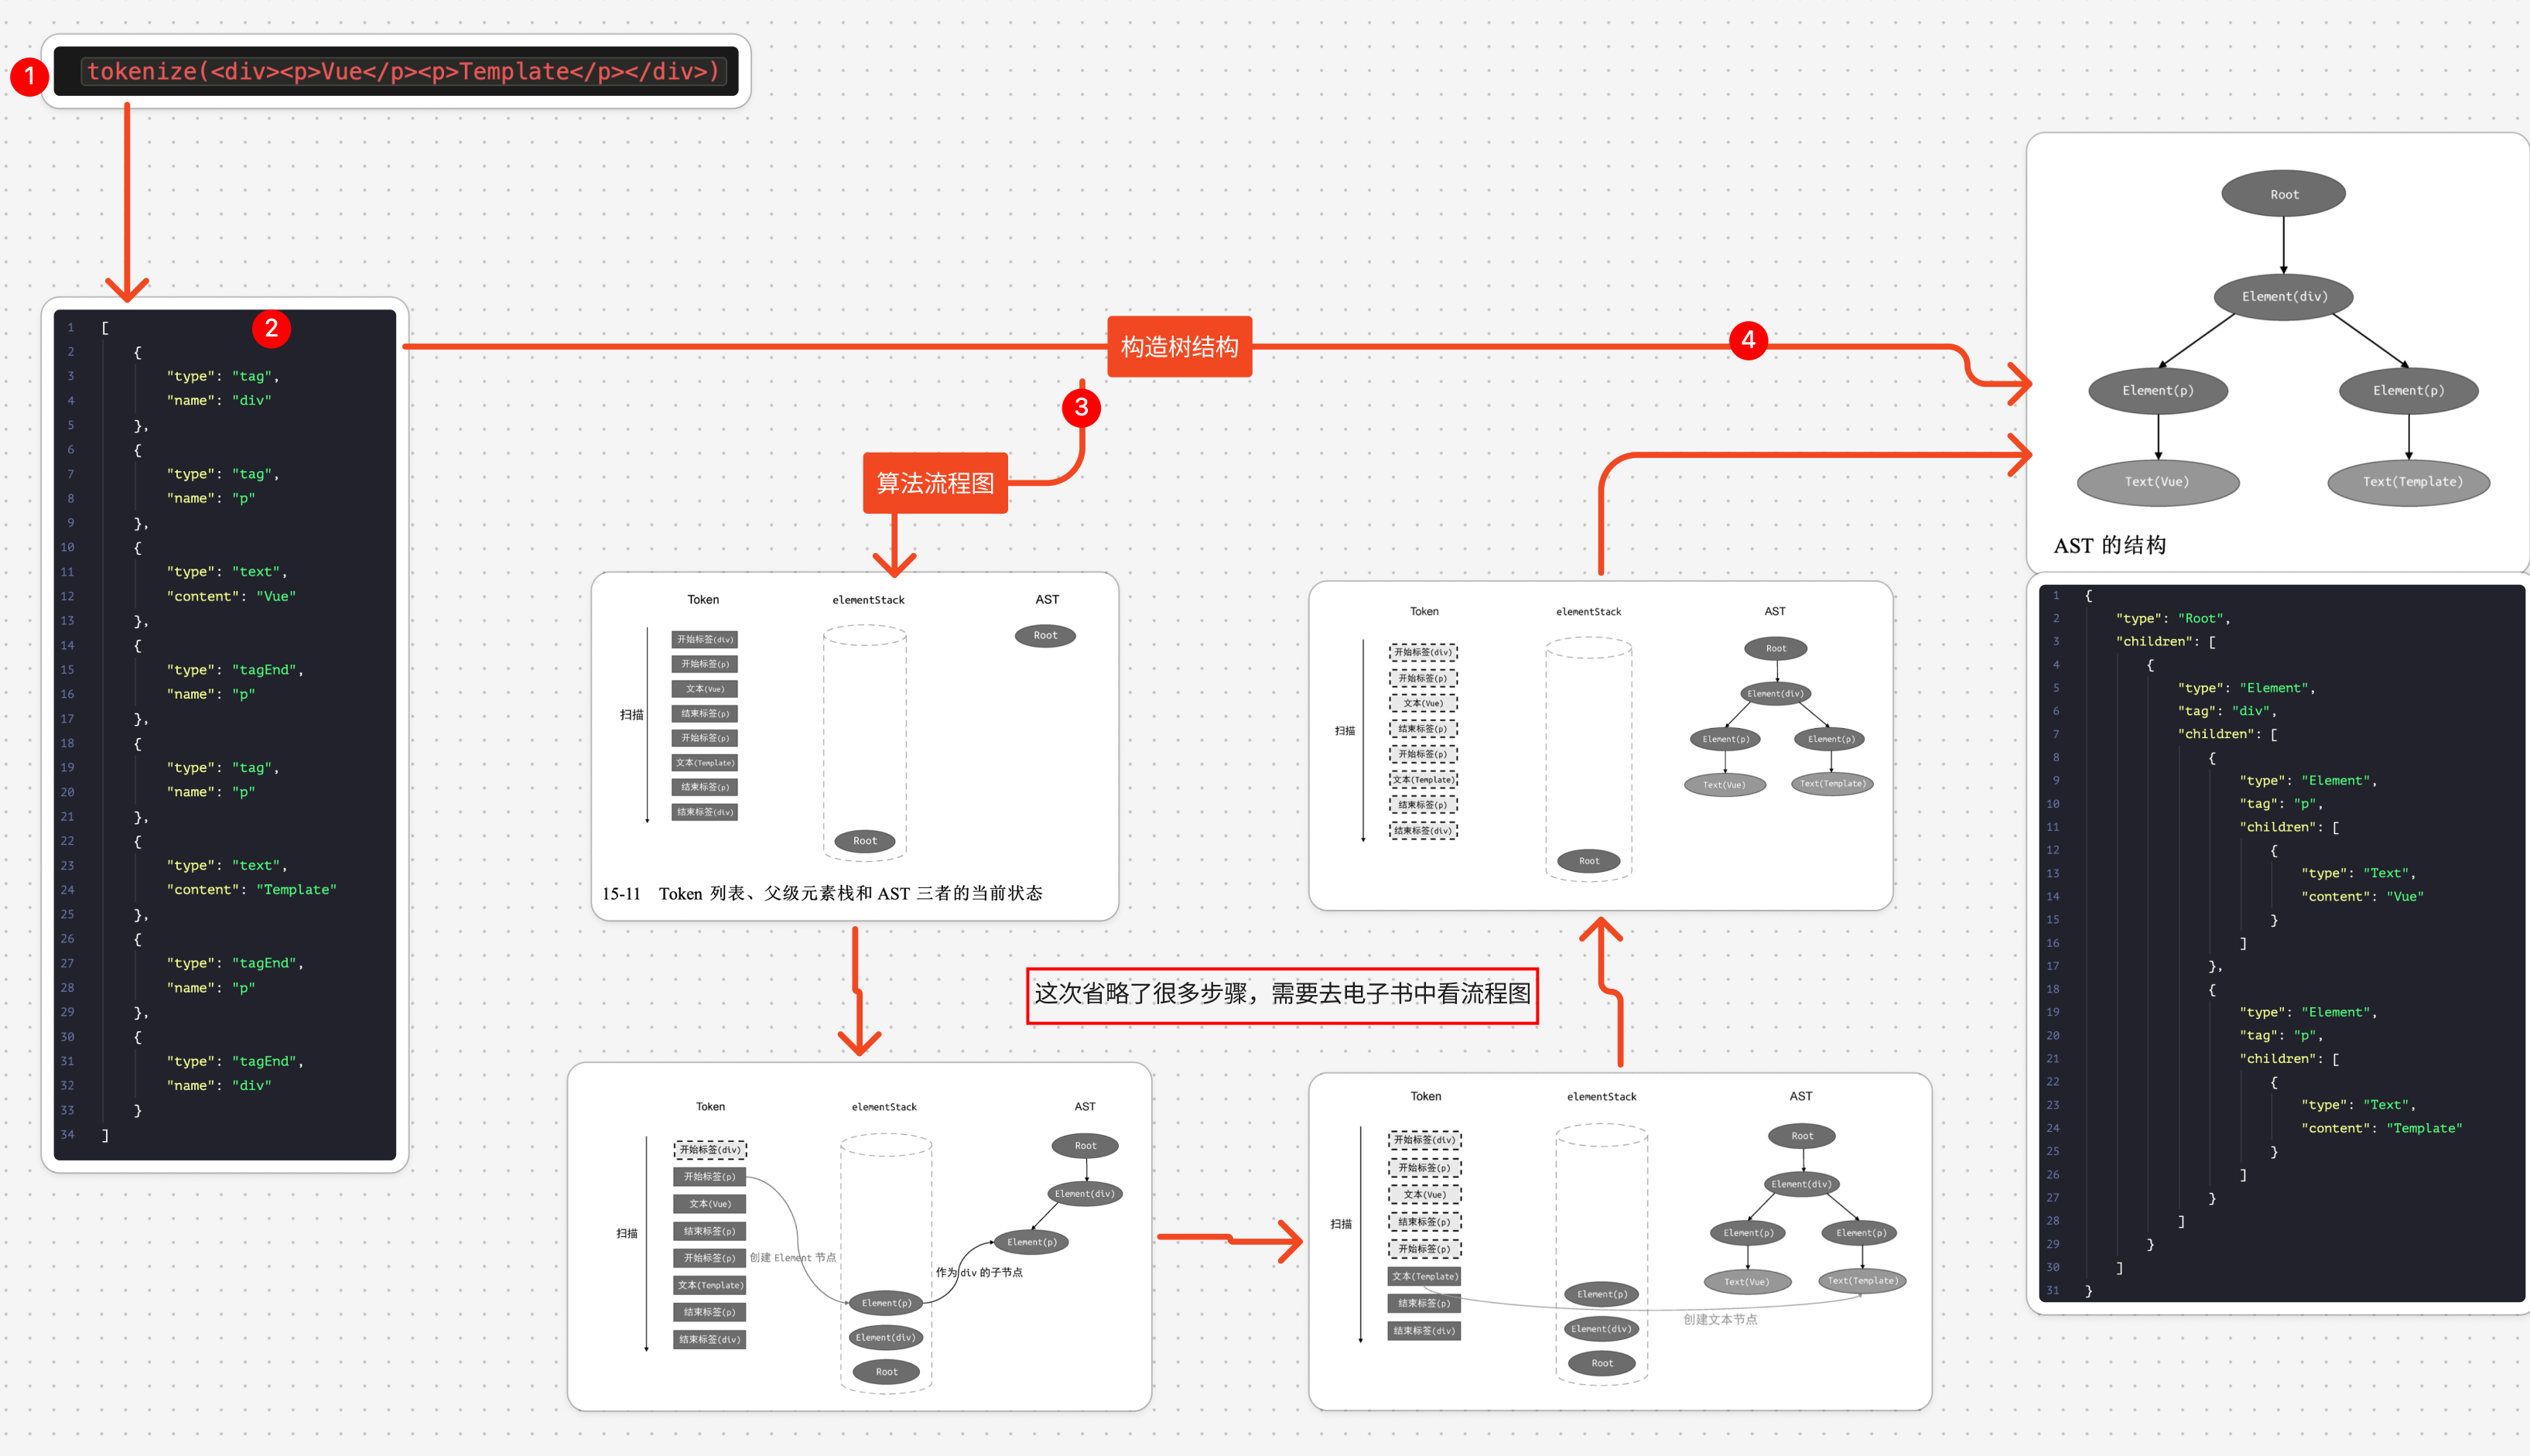 1
tokenize(<div><p>Vue</p><p>Template</p></div>)
2
1 [
2 {
3 "type": "tag",
4 "name": "div"
5 },
6 {
7 "type": "tag",
8 "name": "p"
9 },
10 {
11 "type": "text",
12 "content": "Vue"
13 },
14 {
15 "type": "tagEnd",
16 "name": "p"
17 },
18 {
19 "type": "tag",
20 "name": "p"
21 },
22 {
23 "type": "text",
24 "content": "Template"
25 },
26 {
27 "type": "tagEnd",
28 "name": "p"
29 },
30 {
31 "type": "tagEnd",
32 "name": "div"
33 }
34 ]
构造树结构
4
3
算法流程图
Token elementStack AST
扫描
开始标签(div)
开始标签(p)
文本(Vue)
结束标签(p)
开始标签(p)
文本(Template)
结束标签(p)
结束标签(div)
Root
Root
15-11 Token 列表、父级元素栈和 AST 三者的当前状态
这次省略了很多步骤，需要去电子书中看流程图
Token elementStack AST
扫描
开始标签(div)
开始标签(p)
文本(Vue)
结束标签(p)
开始标签(p)
文本(Template)
结束标签(p)
结束标签(div)
创建 Element 节点
Element(p)
Element(div)
Root
作为 div 的子节点
Root
Element(div)
Element(p)
Token elementStack AST
扫描
开始标签(div)
开始标签(p)
文本(Vue)
结束标签(p)
开始标签(p)
文本(Template)
结束标签(p)
结束标签(div)
Element(p)
Element(div)
Root
创建文本节点
Root
Element(div)
Element(p) Element(p)
Text(Vue) Text(Template)
Token elementStack AST
扫描
开始标签(div)
开始标签(p)
文本(Vue)
结束标签(p)
开始标签(p)
文本(Template)
结束标签(p)
结束标签(div)
Root
Root
Element(div)
Element(p) Element(p)
Text(Vue) Text(Template)
Root
Element(div)
Element(p) Element(p)
Text(Vue) Text(Template)
AST 的结构
1 {
2 "type": "Root",
3 "children": [
4 {
5 "type": "Element",
6 "tag": "div",
7 "children": [
8 {
9 "type": "Element",
10 "tag": "p",
11 "children": [
12 {
13 "type": "Text",
14 "content": "Vue"
15 }
16 ]
17 },
18 {
19 "type": "Element",
20 "tag": "p",
21 "children": [
22 {
23 "type": "Text",
24 "content": "Template"
25 }
26 ]
27 }
28 ]
29 }
30 ]
31 }